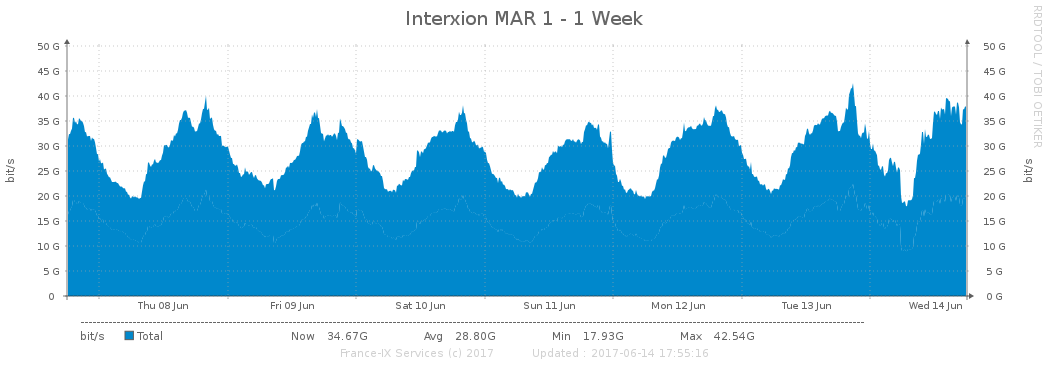 Interxion MAR 1 - 1 Week
RRDTOOL / TOBI OETIKER
bit/s
50 G 50 G
45 G 45 G
40 G 40 G
35 G 35 G
30 G 30 G
25 G 25 G
20 G 20 G
15 G 15 G
10 G 10 G
5 G 5 G
0 0 G
bit/s
Thu 08 Jun Fri 09 Jun Sat 10 Jun Sun 11 Jun Mon 12 Jun Tue 13 Jun Wed 14 Jun
bit/s Total Now 34.67G Avg 28.80G Min 17.93G Max 42.54G
France-IX Services (c) 2017 Updated : 2017-06-14 17:55:16